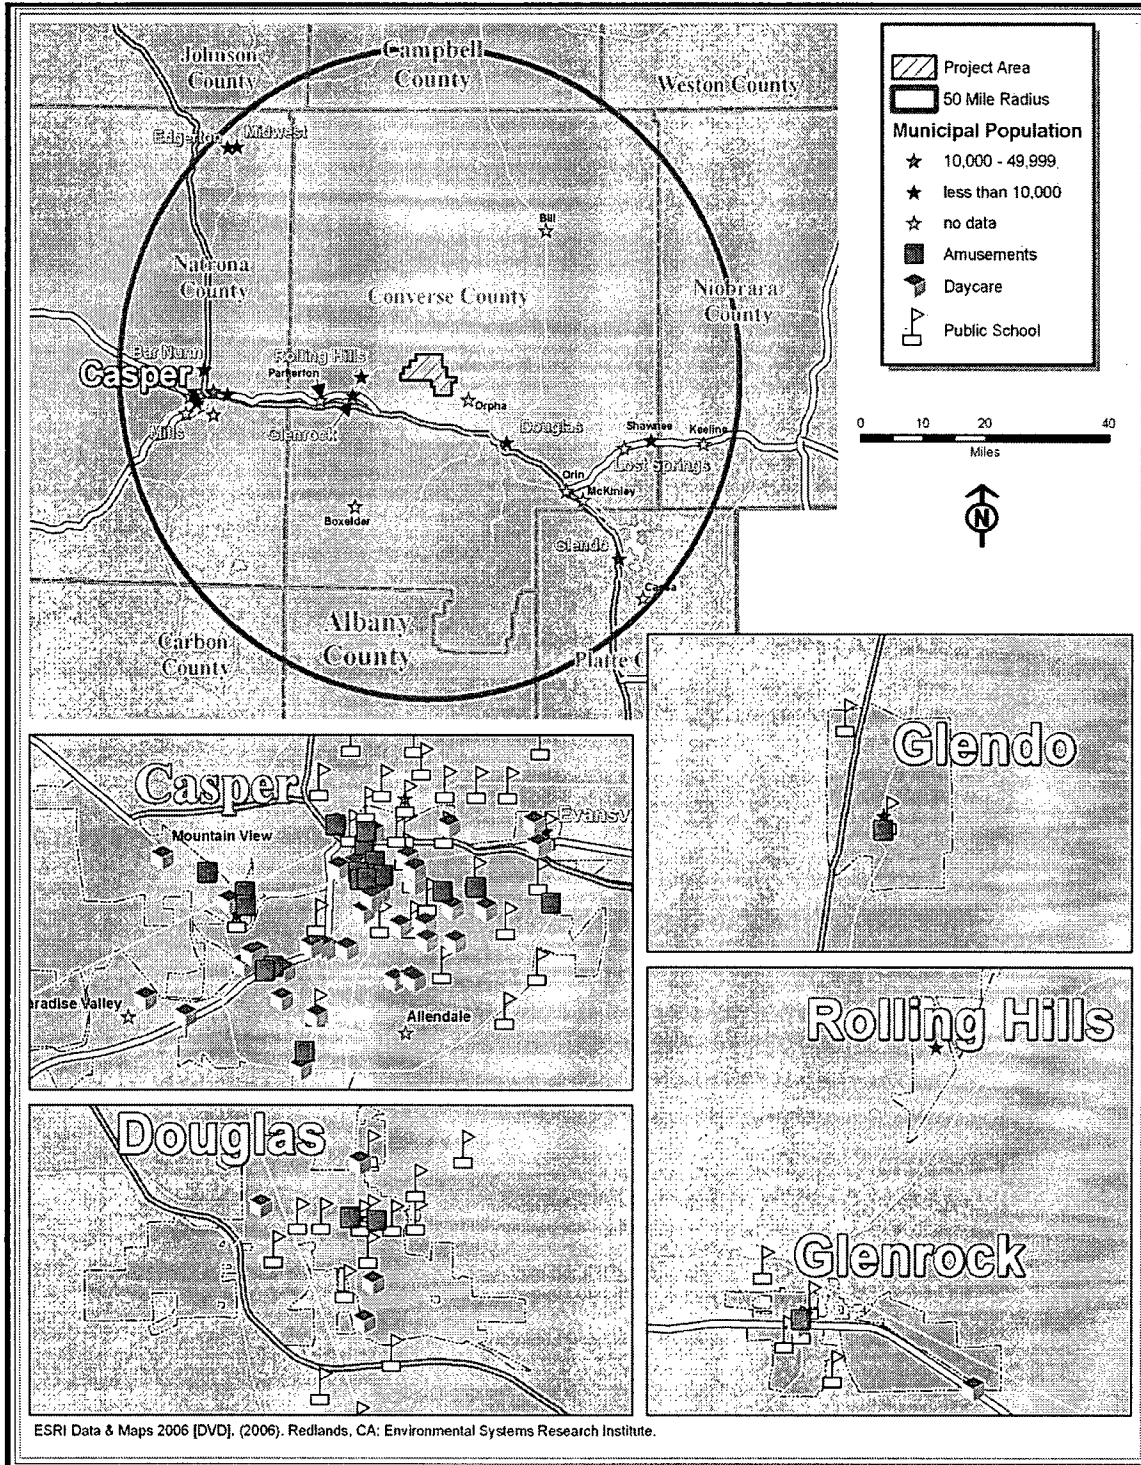 Johnson
County
Campbell
County
Weston County
Edgerton
Midwest
Bill
Natrona
County
Converse County
Niobrara
County
Bar Nunn
Casper
Rolling Hills
Parkerton
Orpha
Mills
Glenrock
Douglas
Shawnee
Keeline
Lost Springs
Orin
McKinley
Boxelder
Glendo
Cassa
Carbon
County
Albany
County
Platte C
Project Area
50 Mile Radius
Municipal Population
10,000 - 49,999
less than 10,000
no data
Amusements
Daycare
Public School
0 10 20 40
Miles
N
Casper
Mountain View
Evansv
aradise Valley
Allendale
Glendo
Rolling Hills
Glenrock
Douglas
ESRI Data & Maps 2006 [DVD]. (2006). Redlands, CA: Environmental Systems Research Institute.